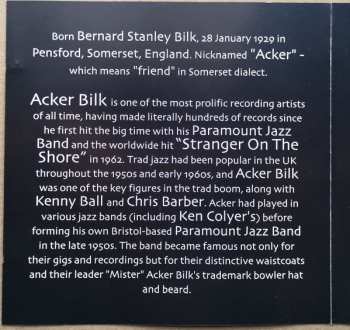 Born Bernard Stanley Bilk, 28 January 1929 in
Pensford, Somerset, England. Nicknamed "Acker" -
which means "friend" in Somerset dialect.
Acker Bilk is one of the most prolific recording artists
of all time, having made literally hundreds of records since
he first hit the big time with his Paramount Jazz
Band and the worldwide hit "Stranger On The
Shore" in 1962. Trad jazz had been popular in the UK
throughout the 1950s and early 1960s, and Acker Bilk
was one of the key figures in the trad boom, along with
Kenny Ball and Chris Barber. Acker had played in
various jazz bands (including Ken Colyer's) before
forming his own Bristol-based Paramount Jazz Band
in the late 1950s. The band became famous not only for
their gigs and recordings but for their distinctive waistcoats
and their leader "Mister" Acker Bilk's trademark bowler hat
and beard.